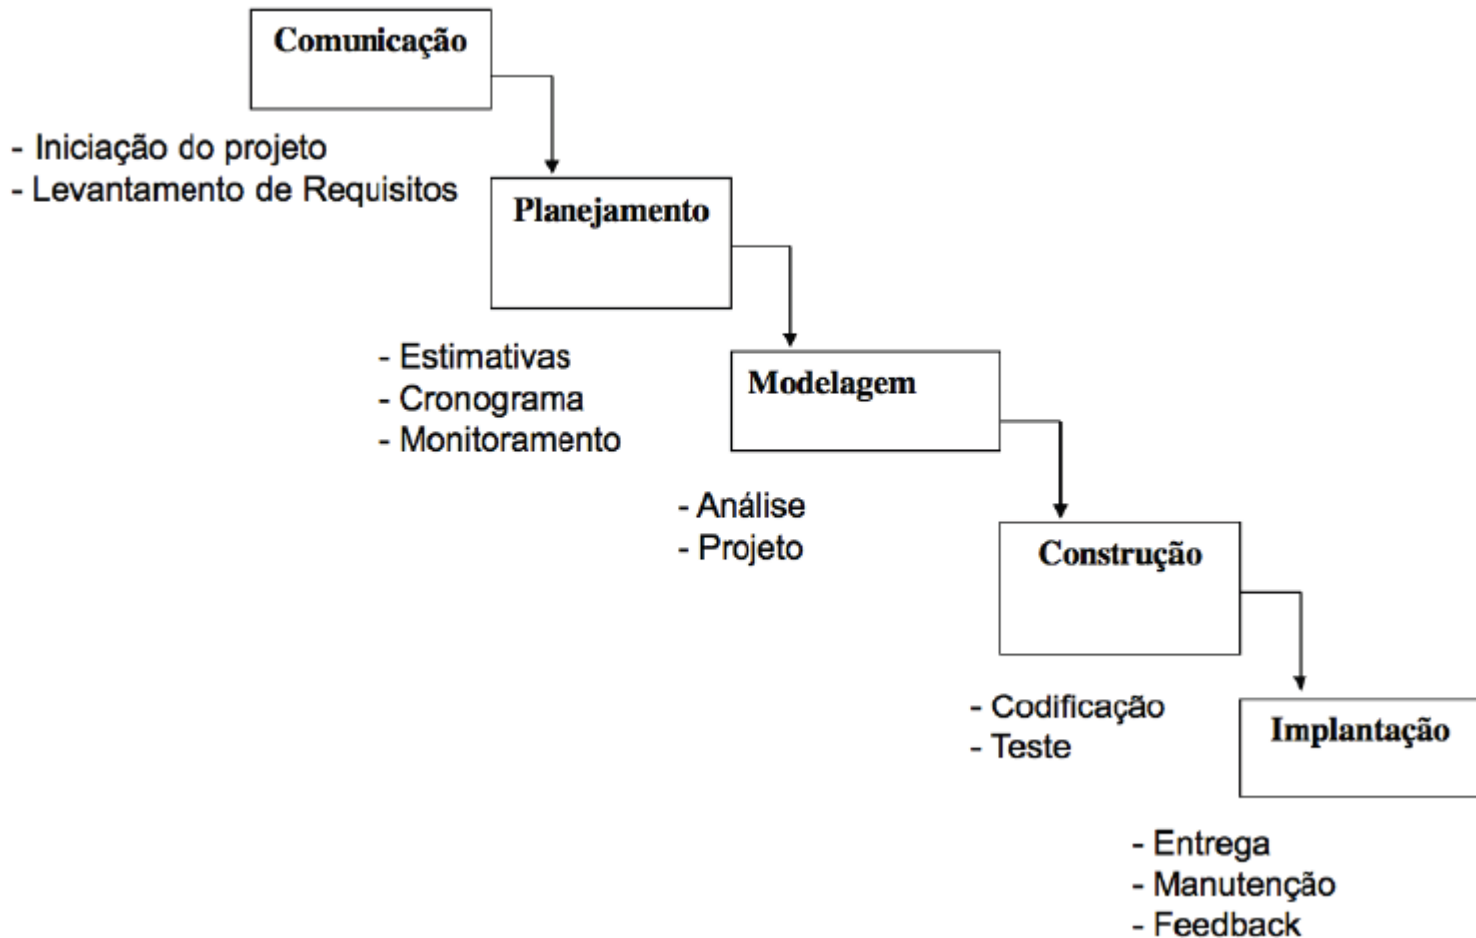 Comunicação
- Iniciação do projeto
- Levantamento de Requisitos
Planejamento
- Estimativas
- Cronograma
- Monitoramento
Modelagem
- Análise
- Projeto
Construção
- Codificação
- Teste
Implantação
- Entrega
- Manutenção
- Feedback